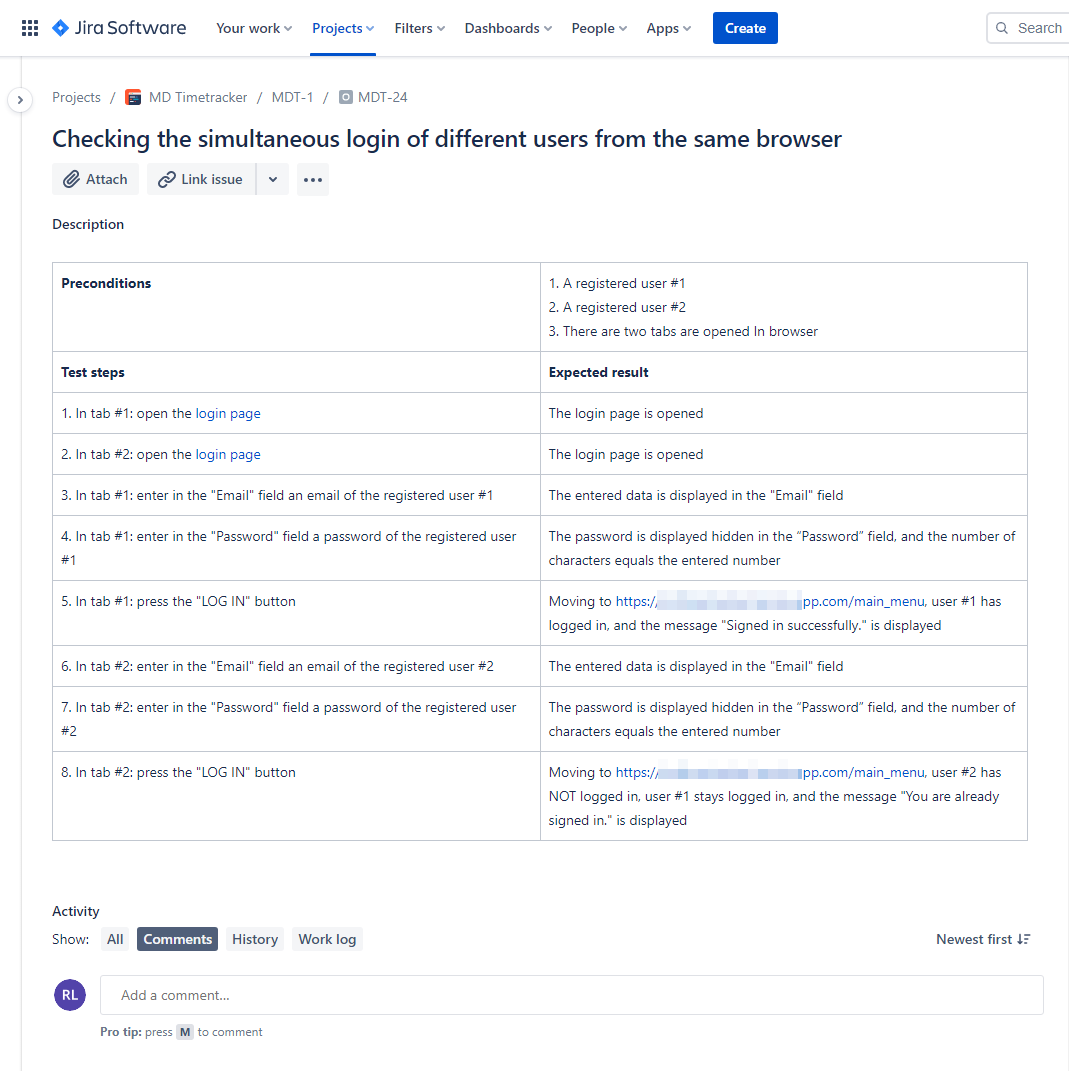 Jira Software Your work Projects Filters Dashboards People Apps Create Search
Projects / MD Timetracker / MDT-1 / MDT-24
Checking the simultaneous login of different users from the same browser
Attach Link issue
Description
Preconditions
1. A registered user #1
2. A registered user #2
3. There are two tabs are opened In browser
Test steps Expected result
1. In tab #1: open the login page The login page is opened
2. In tab #2: open the login page The login page is opened
3. In tab #1: enter in the "Email" field an email of the registered user #1 The entered data is displayed in the "Email" field
4. In tab #1: enter in the "Password" field a password of the registered user
#1
The password is displayed hidden in the “Password” field, and the number of
characters equals the entered number
5. In tab #1: press the "LOG IN" button
Moving to https:/ pp.com/main_menu, user #1 has
logged in, and the message "Signed in successfully." is displayed
6. In tab #2: enter in the "Email" field an email of the registered user #2 The entered data is displayed in the "Email" field
7. In tab #2: enter in the "Password" field a password of the registered user
#2
The password is displayed hidden in the “Password” field, and the number of
characters equals the entered number
8. In tab #2: press the "LOG IN" button
Moving to https:// pp.com/main_menu, user #2 has
NOT logged in, user #1 stays logged in, and the message "You are already
signed in." is displayed
Activity
Show: All Comments History Work log Newest first
RL Add a comment...
Pro tip: press M to comment